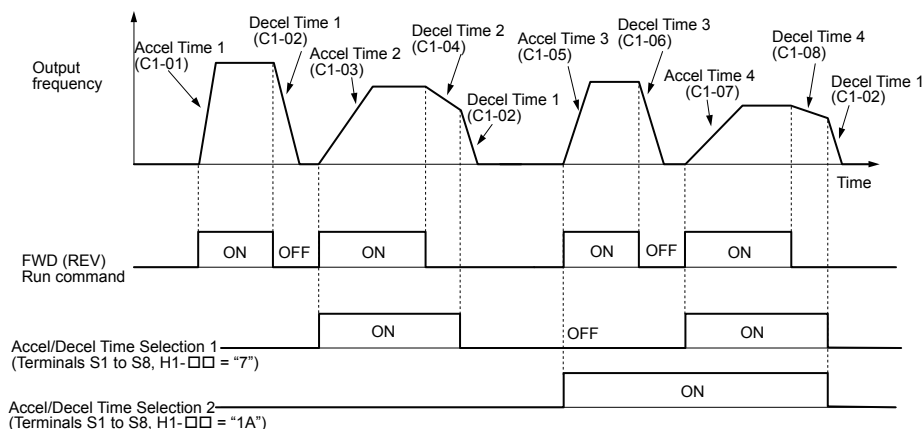 Output
frequency
Accel Time 1
(C1-01)
Decel Time 1
(C1-02)
Accel Time 2
(C1-03)
Decel Time 2
(C1-04)
Decel Time 1
(C1-02)
Accel Time 3
(C1-05)
Decel Time 3
(C1-06)
Accel Time 4
(C1-07)
Decel Time 4
(C1-08)
Decel Time 1
(C1-02)
Time
FWD (REV)
Run command
ON
OFF
ON
ON
OFF
ON
Accel/Decel Time Selection 1
(Terminals S1 to S8, H1-□□ = “7”)
ON
OFF
ON
Accel/Decel Time Selection 2
(Terminals S1 to S8, H1-□□ = “1A”)
ON